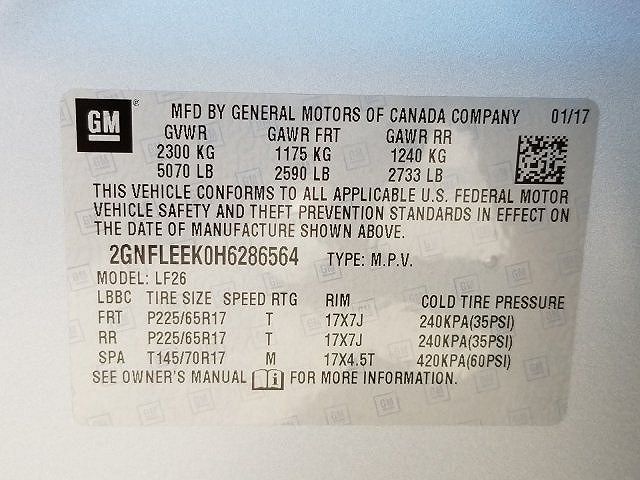 GM ® MFD BY GENERAL MOTORS OF CANADA COMPANY 01/17
GVWR GAWR FRT GAWR RR
2300 KG 1175 KG 1240 KG
5070 LB 2590 LB 2733 LB
THIS VEHICLE CONFORMS TO ALL APPLICABLE U.S. FEDERAL MOTOR
VEHICLE SAFETY AND THEFT PREVENTION STANDARDS IN EFFECT ON
THE DATE OF MANUFACTURE SHOWN ABOVE.
2GNFLEEK0H6286564 TYPE: M.P.V.
MODEL: LF26
LBBC TIRE SIZE SPEED RTG RIM COLD TIRE PRESSURE
FRT P225/65R17 T 17X7J 240KPA(35PSI)
RR P225/65R17 T 17X7J 240KPA(35PSI)
SPA T145/70R17 M 17X4.5T 420KPA(60PSI)
SEE OWNER'S MANUAL FOR MORE INFORMATION.